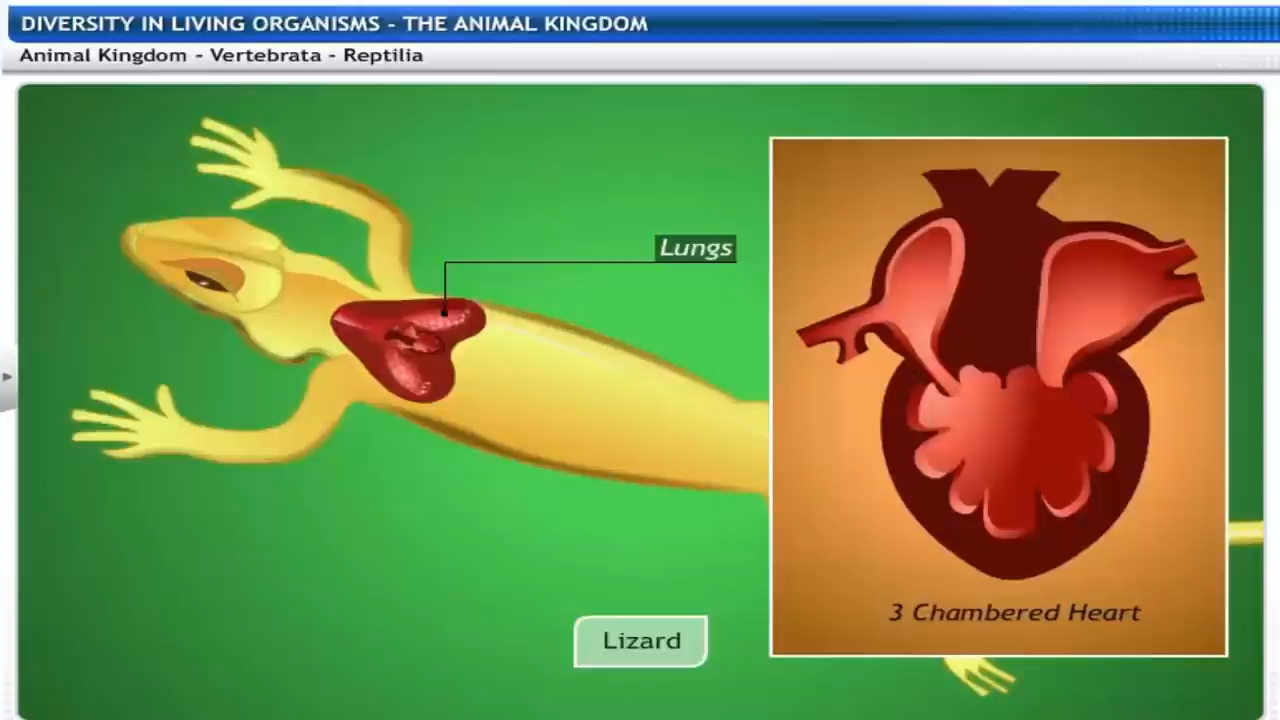 DIVERSITY IN LIVING ORGANISMS - THE ANIMAL KINGDOM
Animal Kingdom - Vertebrata - Reptilia
Lungs
3 Chambered Heart
Lizard